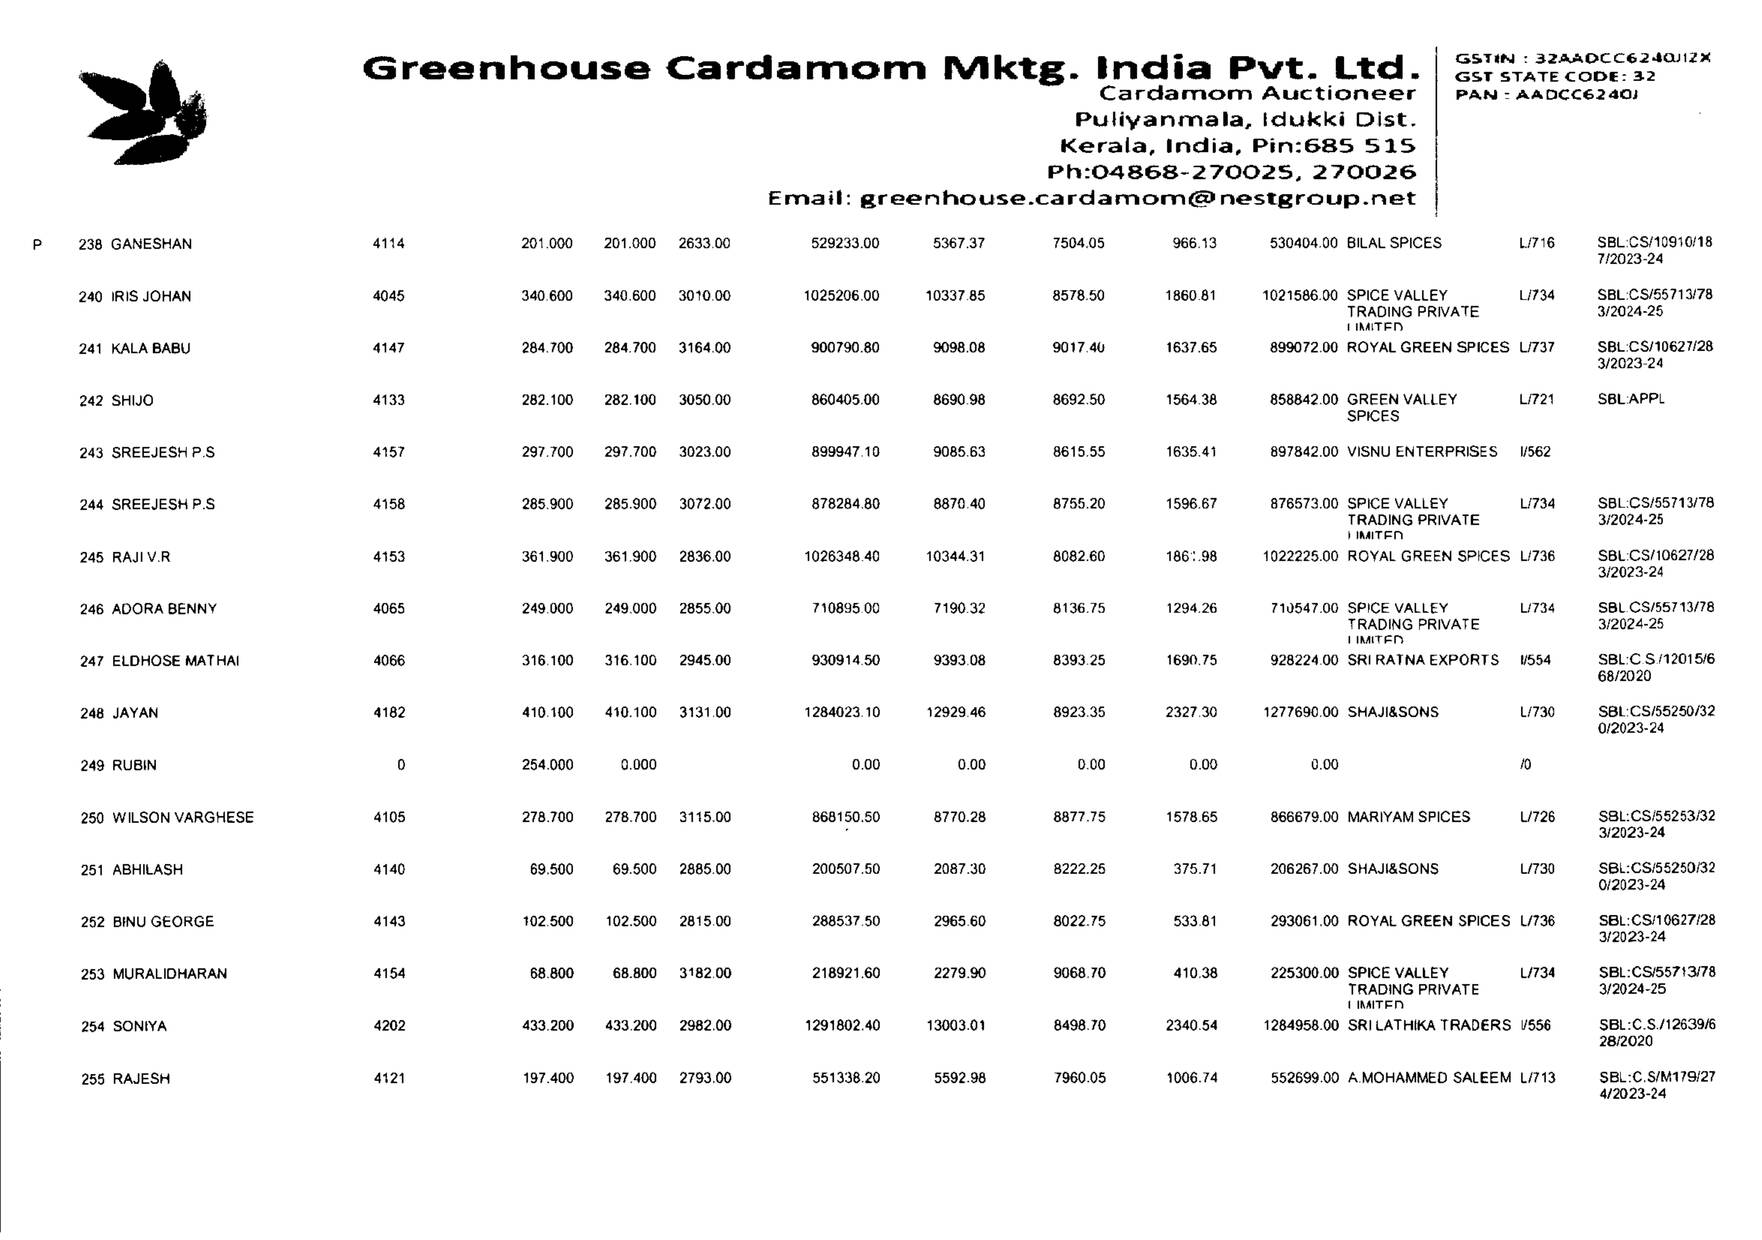 Greenhouse Cardamom Mktg. India Pvt. Ltd.
Cardamom Auctioneer
Puliyanmala, Idukki Dist.
Kerala, India, Pin:685 515
Ph:04868-270025, 270026
Email: greenhouse.cardamom@nestgroup.net
GSTIN : 32AADCC6240J1ZX
GST STATE CODE: 32
PAN : AADCC6240J
P 238 GANESHAN 4114 201.000 201.000 2633.00 529233.00 5367.37 7504.05 966.13 530404.00 BILAL SPICES L/716 SBL:CS/10910/18
7/2023-24
240 IRIS JOHAN 4045 340.600 340.600 3010.00 1025206.00 10337.85 8578.50 1860.81 1021586.00 SPICE VALLEY L/734 SBL:CS/55713/78
TRADING PRIVATE 3/2024-25
LIMITED
241 KALA BABU 4147 284.700 284.700 3164.00 900790.80 9098.08 9017.40 1637.65 899072.00 ROYAL GREEN SPICES L/737 SBL:CS/10627/28
3/2023-24
242 SHIJO 4133 282.100 282.100 3050.00 860405.00 8690.98 8692.50 1564.38 858842.00 GREEN VALLEY L/721 SBL:APPL
SPICES
243 SREEJESH P.S 4157 297.700 297.700 3023.00 899947.10 9085.63 8615.55 1635.41 897842.00 VISNU ENTERPRISES I/562
244 SREEJESH P.S 4158 285.900 285.900 3072.00 878284.80 8870.40 8755.20 1596.67 876573.00 SPICE VALLEY L/734 SBL:CS/55713/78
TRADING PRIVATE 3/2024-25
LIMITED
245 RAJI V.R 4153 361.900 361.900 2836.00 1026348.40 10344.31 8082.60 1022225.00 ROYAL GREEN SPICES L/736 SBL:CS/10627/28
3/2023-24
246 ADORA BENNY 4065 249.000 249.000 2855.00 710895.00 7190.32 8136.75 1294.26 710547.00 SPICE VALLEY L/734 SBL:CS/55713/78
TRADING PRIVATE 3/2024-25
LIMITED
247 ELDHOSE MATHAI 4066 316.100 316.100 2945.00 930914.50 9393.08 8393.25 1690.75 928224.00 SRI RATNA EXPORTS I/554 SBL:C.S./12015/6
68/2020
248 JAYAN 4182 410.100 410.100 3131.00 1284023.10 12929.46 8923.35 2327.30 1277690.00 SHAJI&SONS L/730 SBL:CS/55250/32
0/2023-24
249 RUBIN 0 254.000 0.000 0.00 0.00 0.00 0.00 0.00 /0
250 WILSON VARGHESE 4105 278.700 278.700 3115.00 868150.50 8770.28 8877.75 1578.65 866679.00 MARIYAM SPICES L/726 SBL:CS/55253/32
3/2023-24
251 ABHILASH 4140 69.500 69.500 2885.00 200507.50 2087.30 8222.25 375.71 206267.00 SHAJI&SONS L/730 SBL:CS/55250/32
0/2023-24
252 BINU GEORGE 4143 102.500 102.500 2815.00 288537.50 2965.60 8022.75 533.81 293061.00 ROYAL GREEN SPICES L/736 SBL:CS/10627/28
3/2023-24
253 MURALIDHARAN 4154 68.800 68.800 3182.00 218921.60 2279.90 9068.70 410.38 225300.00 SPICE VALLEY L/734 SBL:CS/55713/78
TRADING PRIVATE 3/2024-25
LIMITED
254 SONIYA 4202 433.200 433.200 2982.00 1291802.40 13003.01 8498.70 2340.54 1284958.00 SRI LATHIKA TRADERS I/556 SBL:C.S./12639/6
28/2020
255 RAJESH 4121 197.400 197.400 2793.00 551338.20 5592.98 7960.05 1006.74 552699.00 A.MOHAMMED SALEEM L/713 SBL:C.S/M179/27
4/2023-24